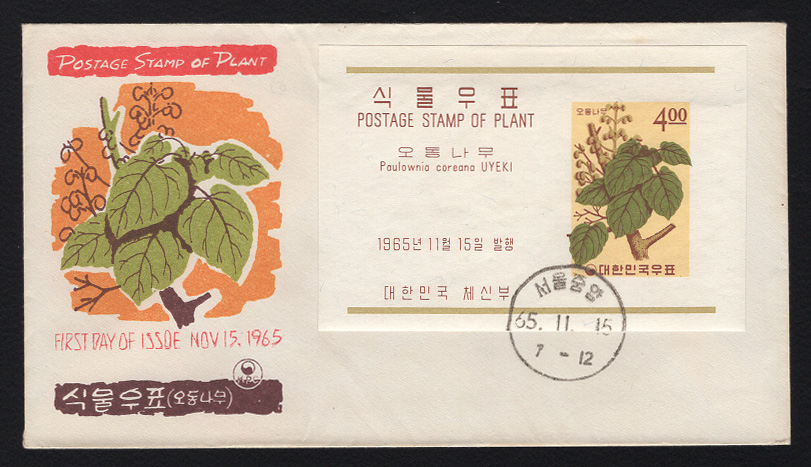 POSTAGE STAMP OF PLANT
FIRST DAY OF ISSUE NOV 15. 1965
식물우표(오동나무)
식물우표
POSTAGE STAMP OF PLANT
오동나무
Paulownia coreana UYEKI
1965년 11월 15일 발행
대한민국 체신부
오동나무
4.00
대한민국우표
서울중앙
65. 11. 15
7 - 12